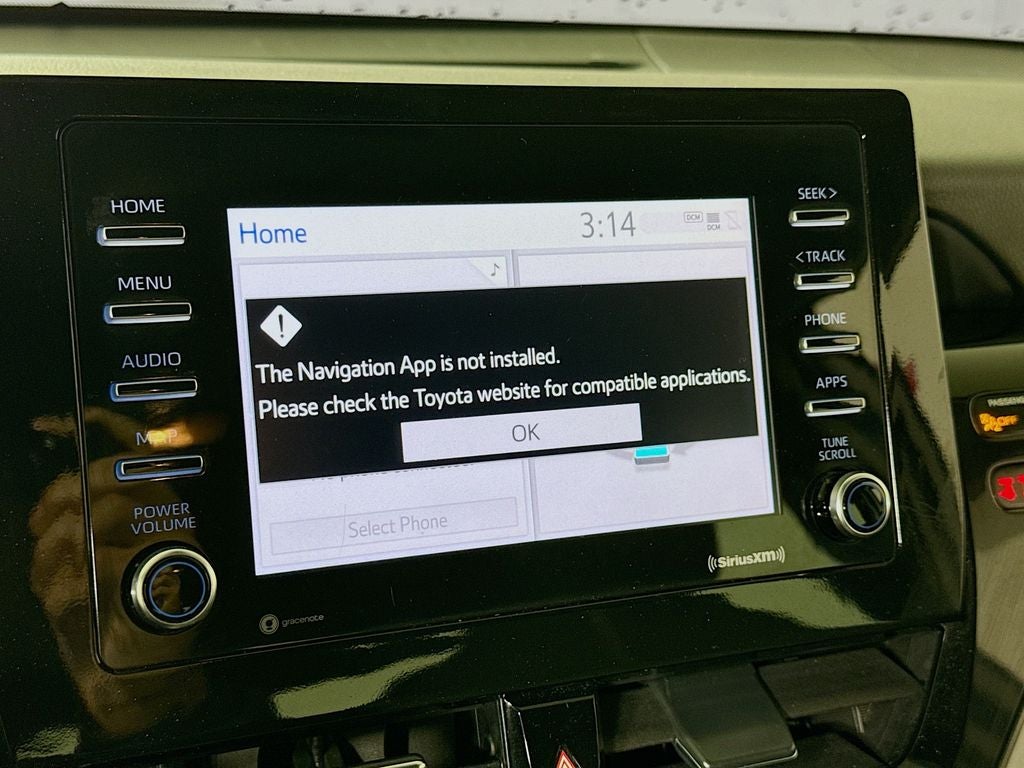 HOME
MENU
AUDIO
MAP
POWER
VOLUME
Home
3:14
DCM
DCM
The Navigation App is not installed.
Please check the Toyota website for compatible applications.
OK
Select Phone
gracenote
SiriusXM
SEEK>
<TRACK
PHONE
APPS
TUNE
SCROLL